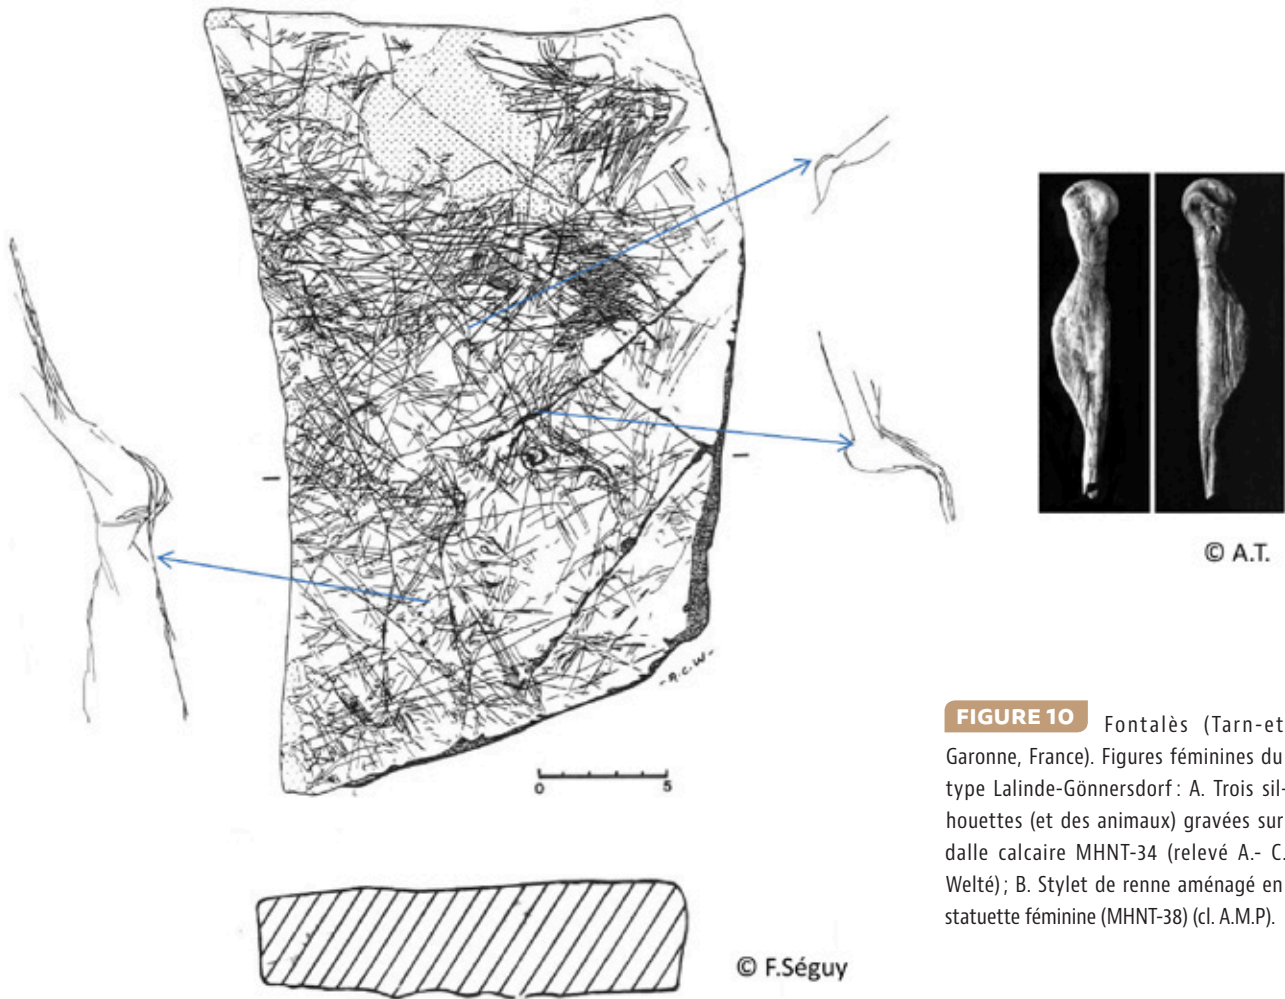 -A.C.W-
0 5
© F.Séguy
© A.T.
FIGURE 10 Fontalès (Tarn-et
Garonne, France). Figures féminines du
type Lalinde-Gönnersdorf : A. Trois sil-
houettes (et des animaux) gravées sur
dalle calcaire MHNT-34 (relevé A.- C.
Welté) ; B. Stylet de renne aménagé en
statuette féminine (MHNT-38) (cl. A.M.P).